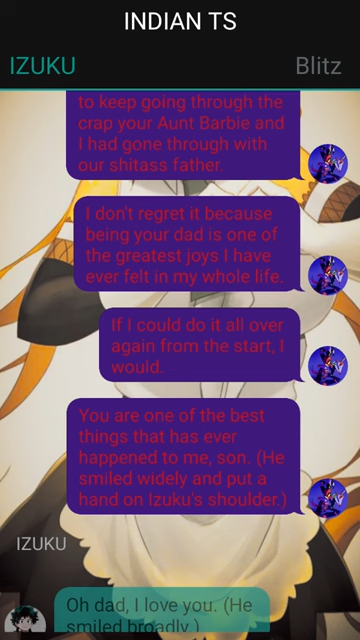 INDIAN TS
IZUKU
Blitz
to keep going through the
crap your Aunt Barbie and
I had gone through with
our shitass father.
I don't regret it because
being your dad is one of
the greatest joys I have
ever felt in my whole life.
If I could do it all over
again from the start, I
would.
You are one of the best
things that has ever
happened to me, son. (He
smiled widely and put a
hand on Izuku's shoulder.)
IZUKU
Oh dad, I love you. (He
smiled broadly.)